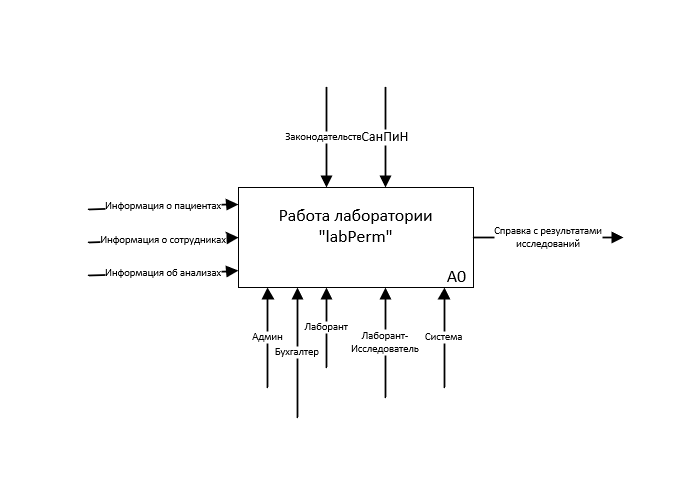 Законодательств СанПиН
Работа лаборатории
"labPerm"
A0
Информация о пациентах
Информация о сотрудниках
Информация об анализах
Справка с результатами
исследований
Админ
Бухгалтер
Лаборант
Лаборант-
Исследователь
Система